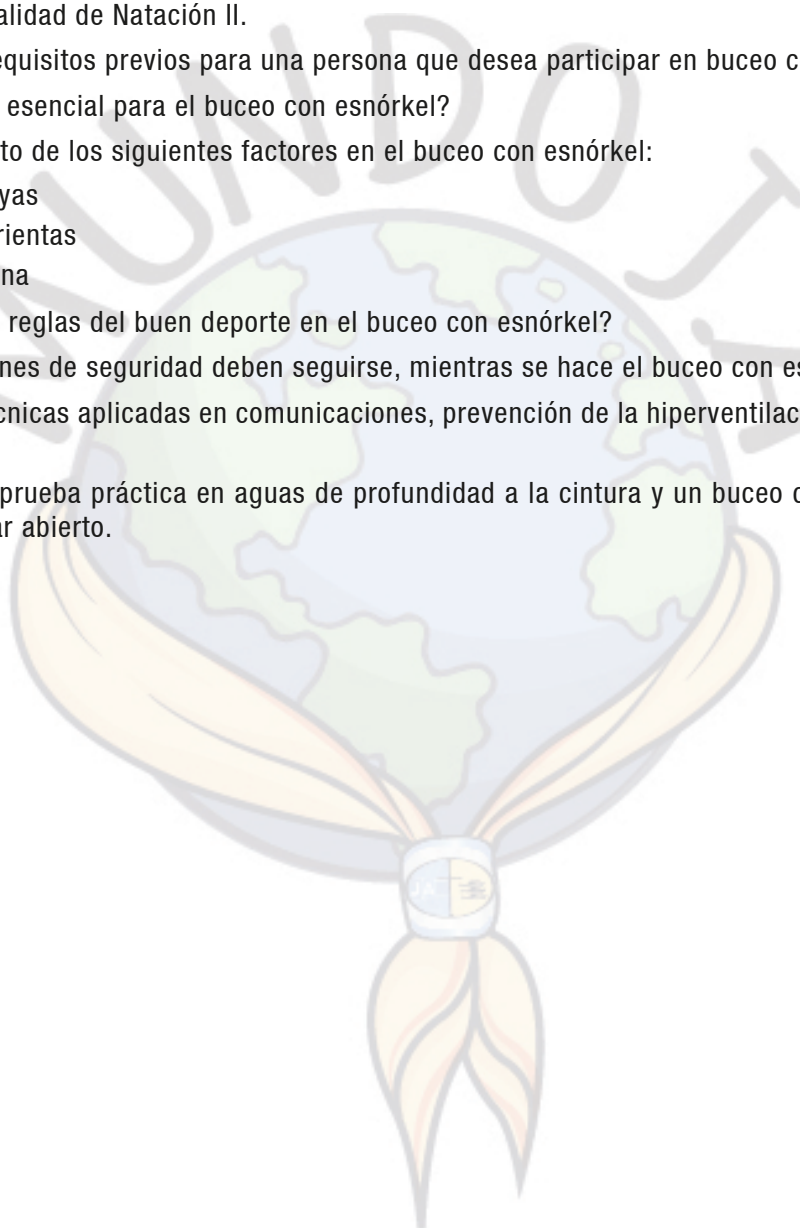 alidad de Natación II.
equisitos previos para una persona que desea participar en buceo c
esencial para el buceo con esnórkel?
to de los siguientes factores en el buceo con esnórkel:
yas
rientas
na
reglas del buen deporte en el buceo con esnórkel?
nes de seguridad deben seguirse, mientras se hace el buceo con es
cnicas aplicadas en comunicaciones, prevención de la hiperventilac
prueba práctica en aguas de profundidad a la cintura y un buceo c
ar abierto.
MUNDO JA
JA